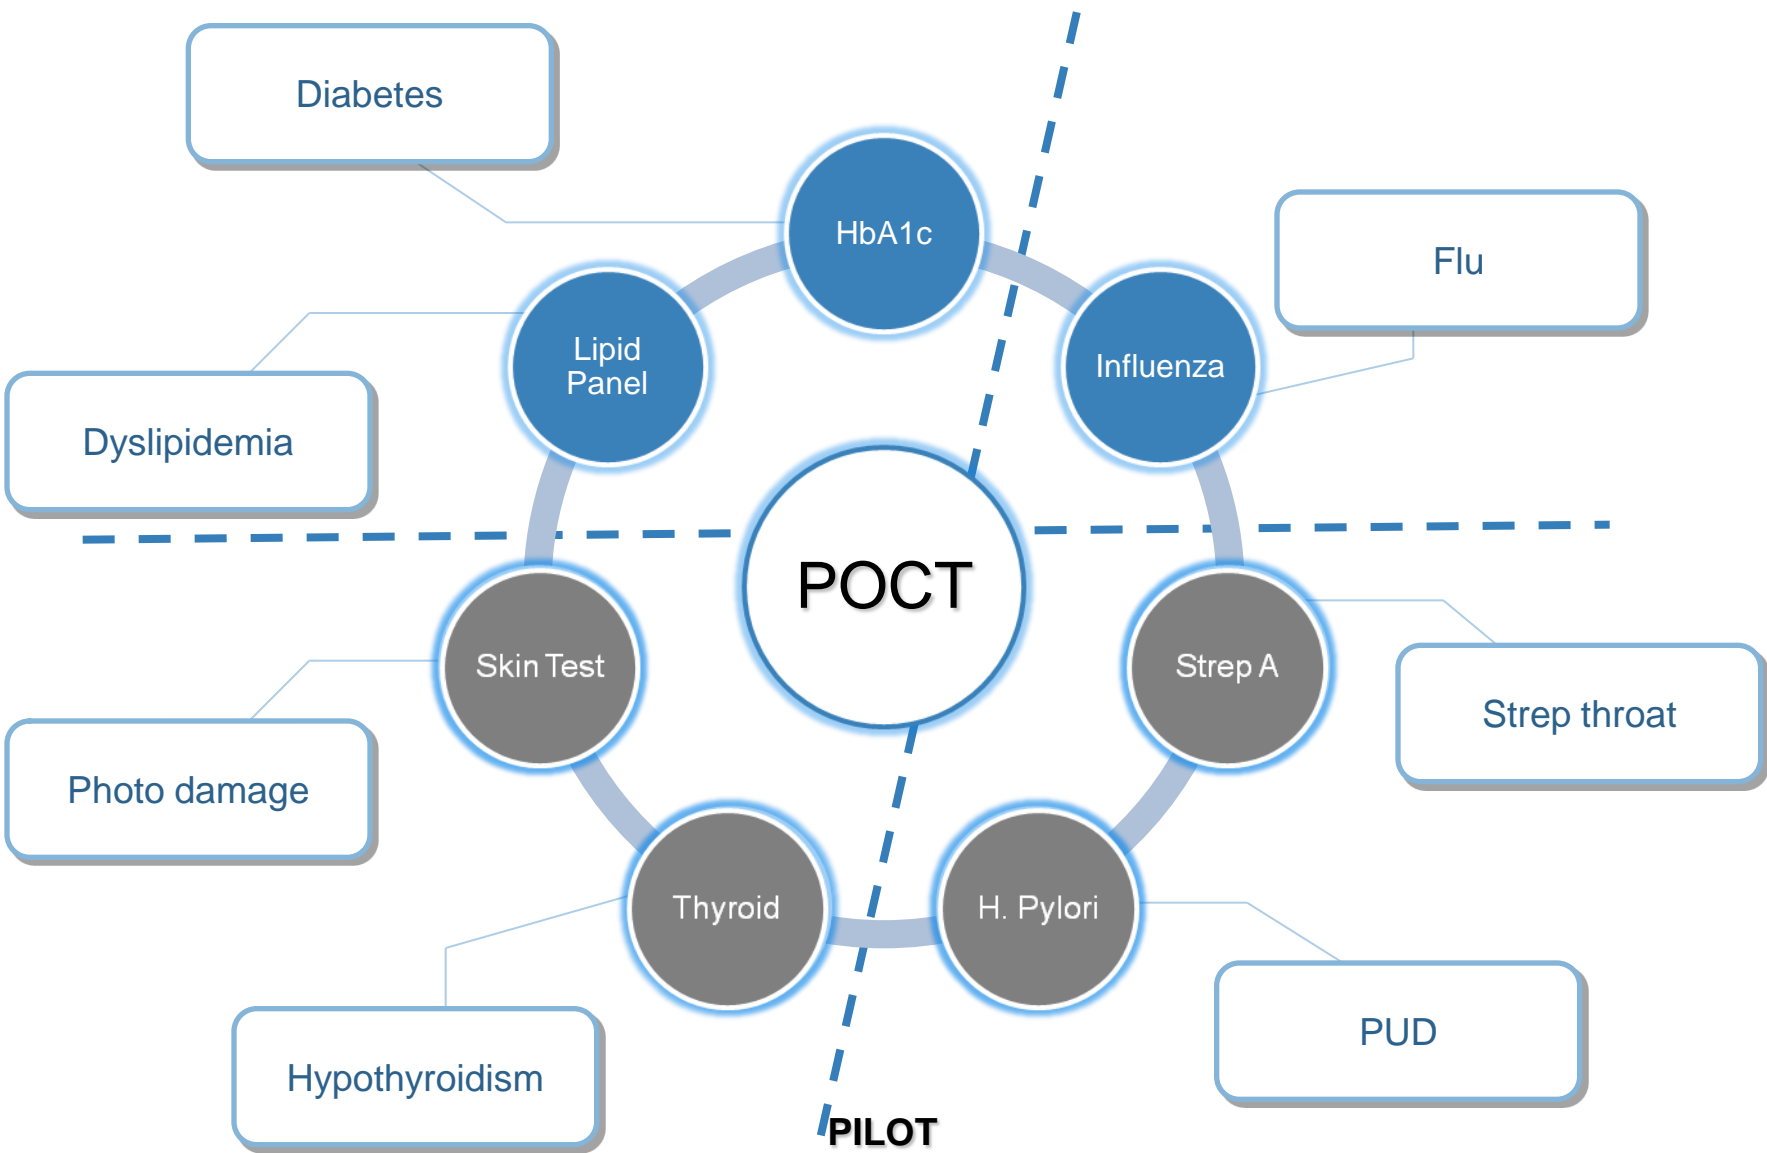 Diabetes
HbA1c
Flu
Lipid
Panel
Influenza
Dyslipidemia
POCT
Skin Test
Strep A
Strep throat
Photo damage
Thyroid
H. Pylori
PUD
Hypothyroidism
PILOT